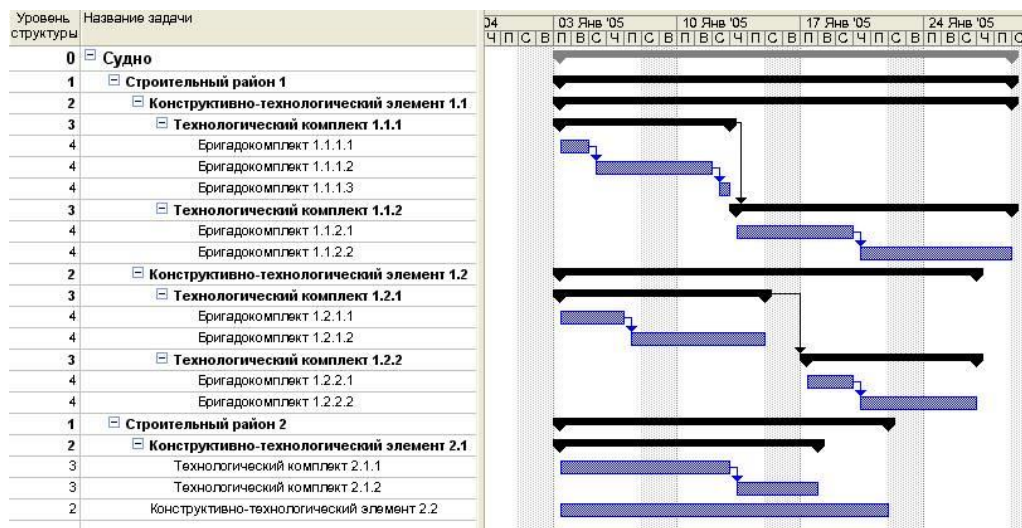 Уровень структуры Название задачи
04 03 Янв '05 10 Янв '05 17 Янв '05 24 Янв '05
Ч П С В П В С Ч П С В П В С Ч П С В П В С Ч П С В П В С Ч П С
0 Судно
1 Строительный район 1
2 Конструктивно-технологический элемент 1.1
3 Технологический комплект 1.1.1
4 Бригадокомплект 1.1.1.1
4 Бригадокомплект 1.1.1.2
4 Бригадокомплект 1.1.1.3
3 Технологический комплект 1.1.2
4 Бригадокомплект 1.1.2.1
4 Бригадокомплект 1.1.2.2
2 Конструктивно-технологический элемент 1.2
3 Технологический комплект 1.2.1
4 Бригадокомплект 1.2.1.1
4 Бригадокомплект 1.2.1.2
3 Технологический комплект 1.2.2
4 Бригадокомплект 1.2.2.1
4 Бригадокомплект 1.2.2.2
1 Строительный район 2
2 Конструктивно-технологический элемент 2.1
3 Технологический комплект 2.1.1
3 Технологический комплект 2.1.2
2 Конструктивно-технологический элемент 2.2